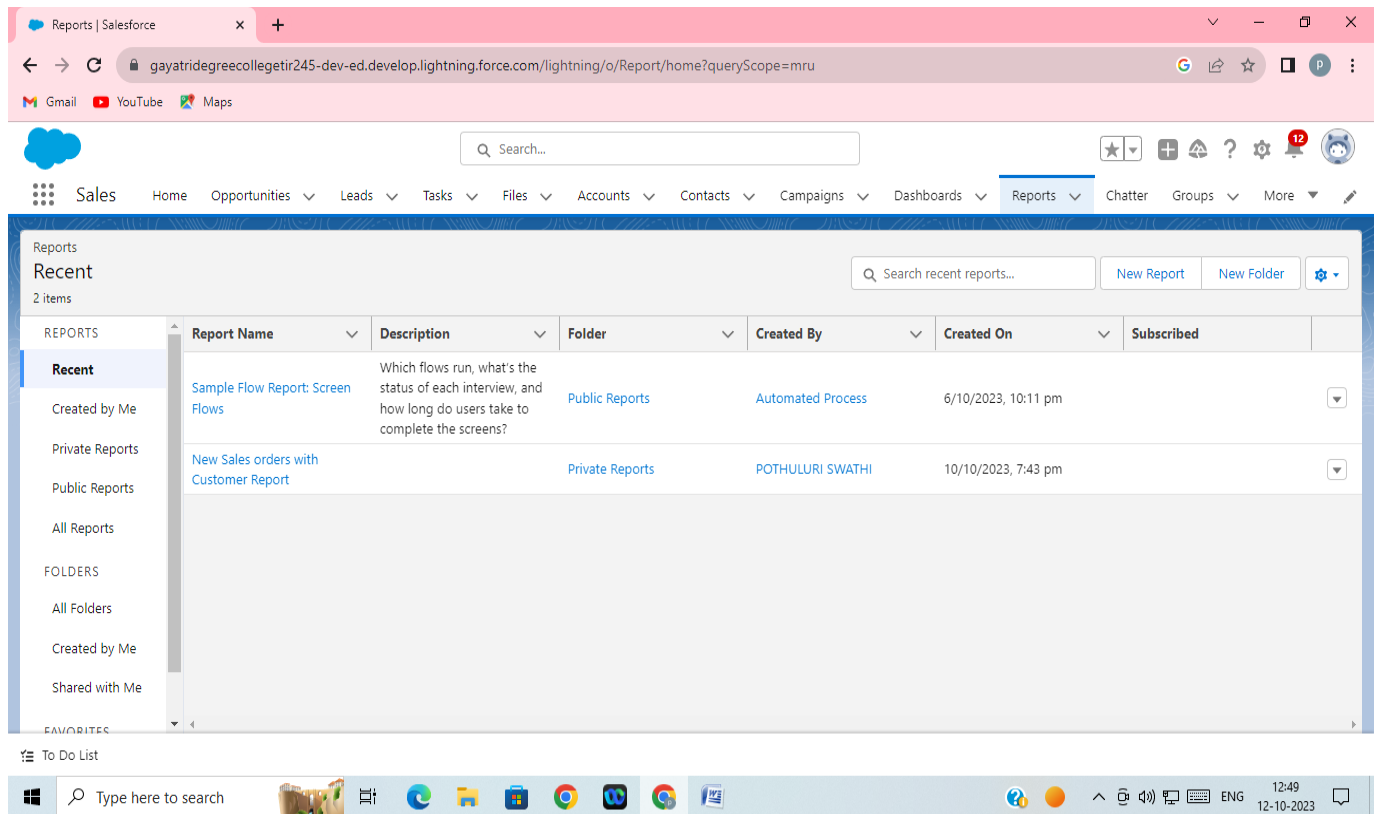 Reports | Salesforce
gayatridegreecollegetir245-dev-ed.develop.lightning.force.com/lightning/o/Report/home?queryScope=mru
G
P
Gmail YouTube Maps
Search...
12
Sales Home Opportunities Leads Tasks Files Accounts Contacts Campaigns Dashboards Reports Chatter Groups More
Reports
Recent
2 items
Search recent reports...
New Report New Folder
REPORTS
Recent
Created by Me
Private Reports
Public Reports
All Reports
FOLDERS
All Folders
Created by Me
Shared with Me
FAVORITES
Report Name Description Folder Created By Created On Subscribed
Sample Flow Report: Screen
Flows
Which flows run, what's the
status of each interview, and
how long do users take to
complete the screens?
Public Reports
Automated Process
6/10/2023, 10:11 pm
New Sales orders with
Customer Report
Private Reports
POTHULURI SWATHI
10/10/2023, 7:43 pm
To Do List
Type here to search
ENG
12:49
12-10-2023